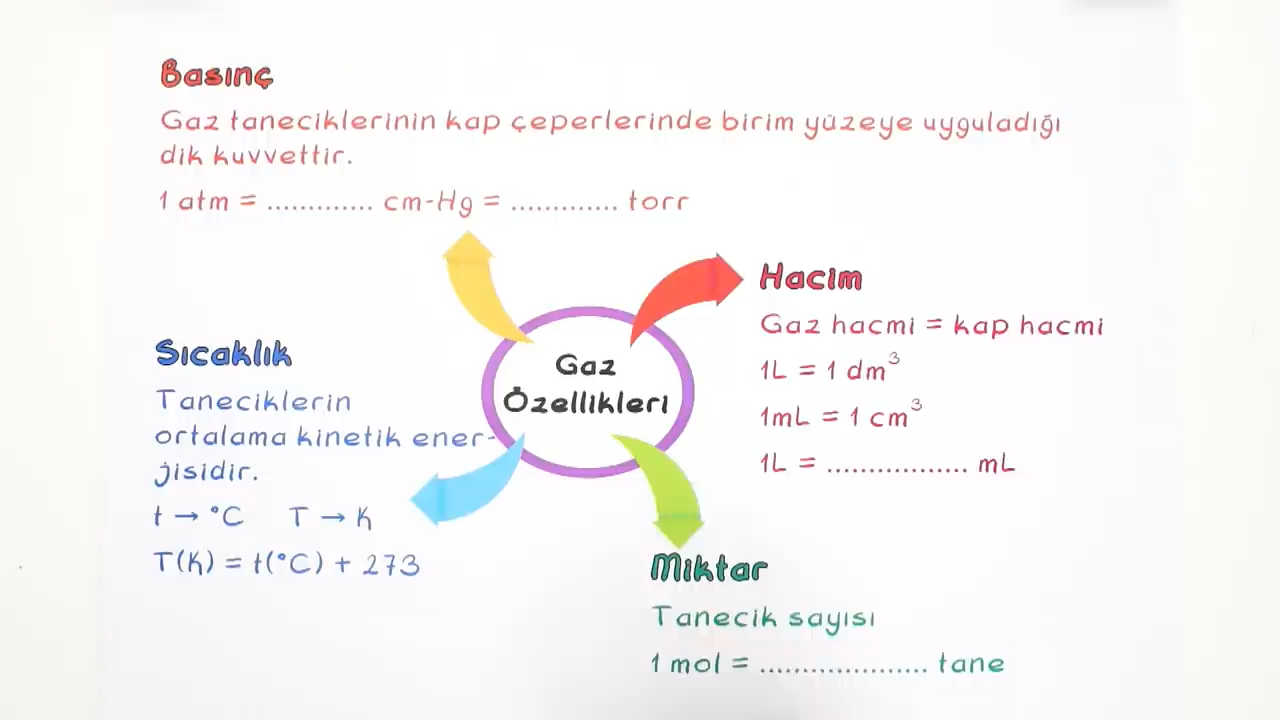 Basınç
Gaz taneciklerinin kap çeperlerinde birim yüzeye uyguladığı
dik kuvvettir.
1 atm = ............. cm-Hg = ............. torr
Hacim
Gaz hacmi = kap hacmi
1L = 1 dm³
1mL = 1 cm³
1L = ................. mL
Gaz
Özellikleri
Sıcaklık
Taneciklerin
ortalama kinetik ener-
jisidir.
t → °C T → K
T(K) = t(°C) + 273
Miktar
Tanecik sayısı
1 mol = .................... tane